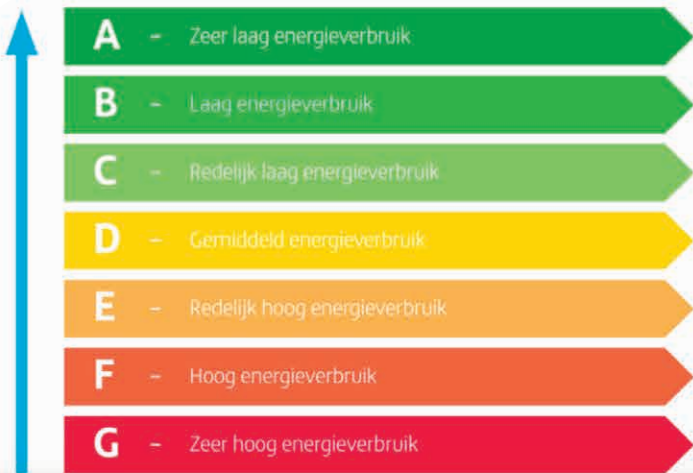 A - Zeer laag energieverbruik
B - Laag energieverbruik
C - Redelijk laag energieverbruik
D - Gemiddeld energieverbruik
E - Redelijk hoog energieverbruik
F - Hoog energieverbruik
G - Zeer hoog energieverbruik